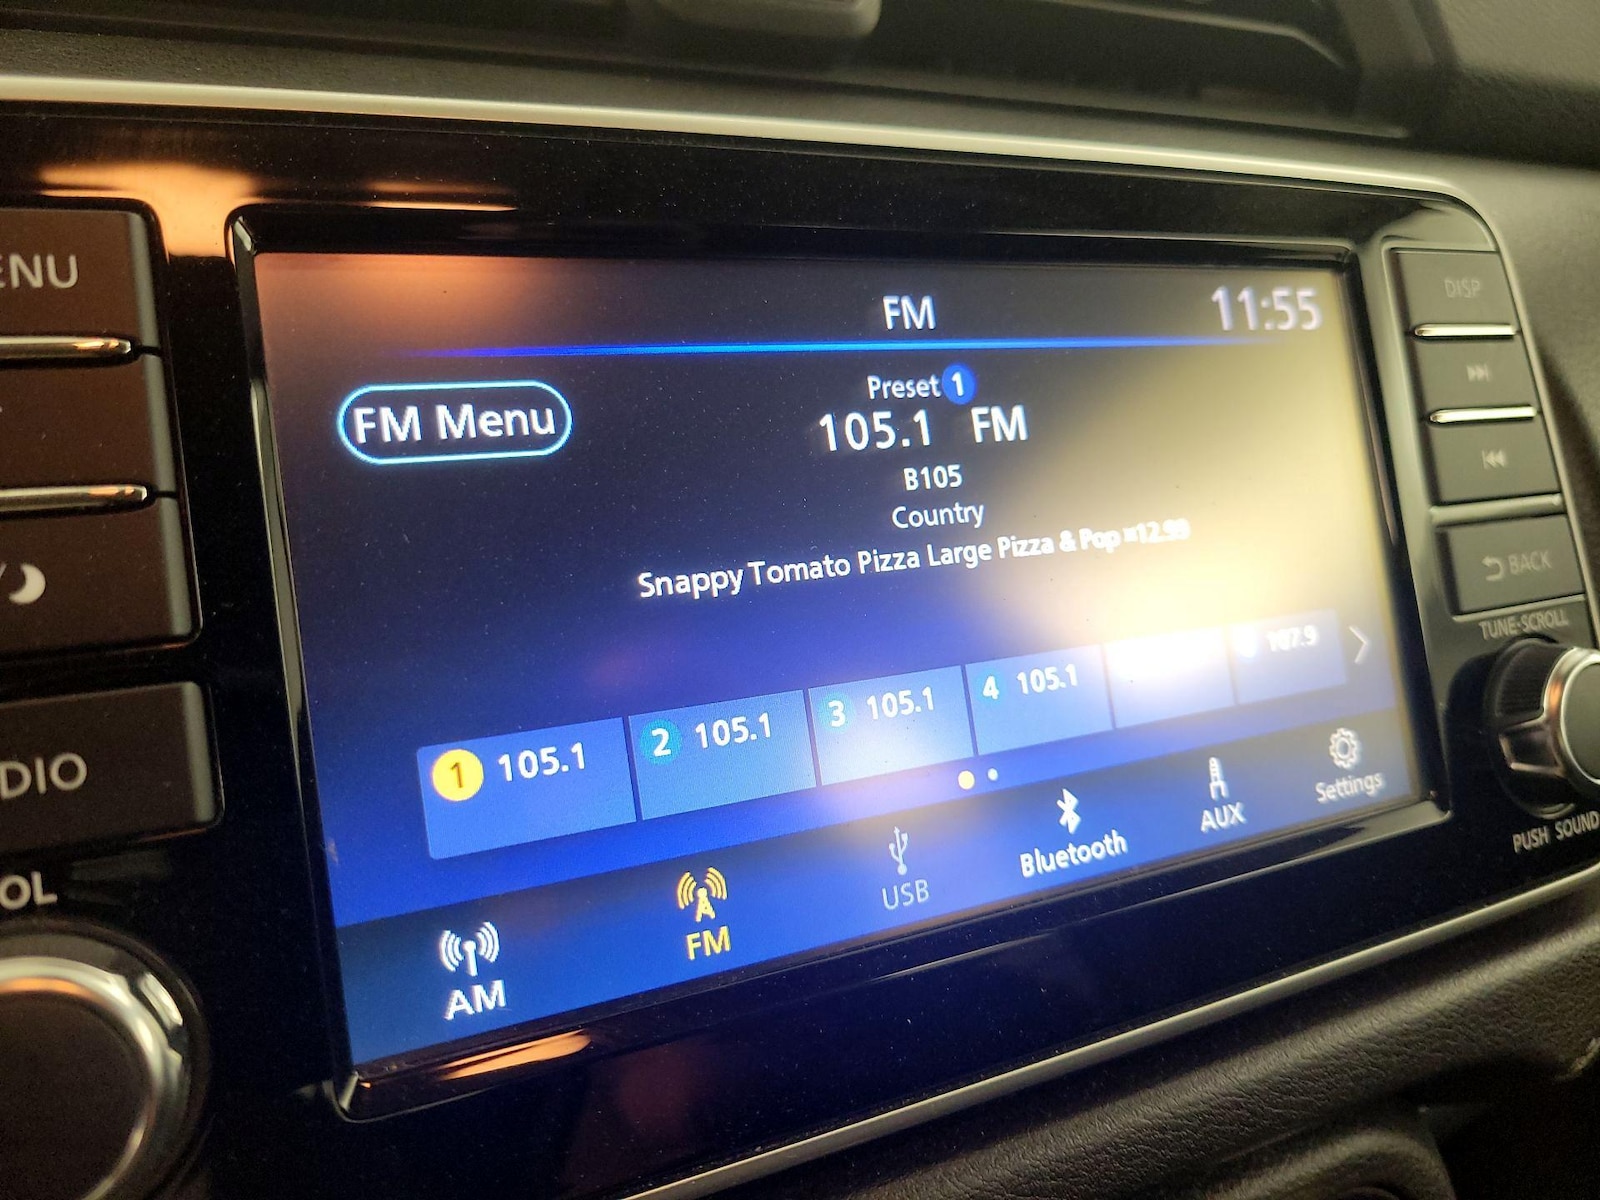 ENU
DIO
OL
FM 11:55
FM Menu
Preset 1
105.1 FM
B105
Country
Snappy Tomato Pizza Large Pizza & Pop ¤12.99
1 105.1 2 105.1 3 105.1 4 105.1 107.9
AM FM USB Bluetooth AUX Settings
DISP
BACK
TUNE·SCROLL
PUSH SOUND